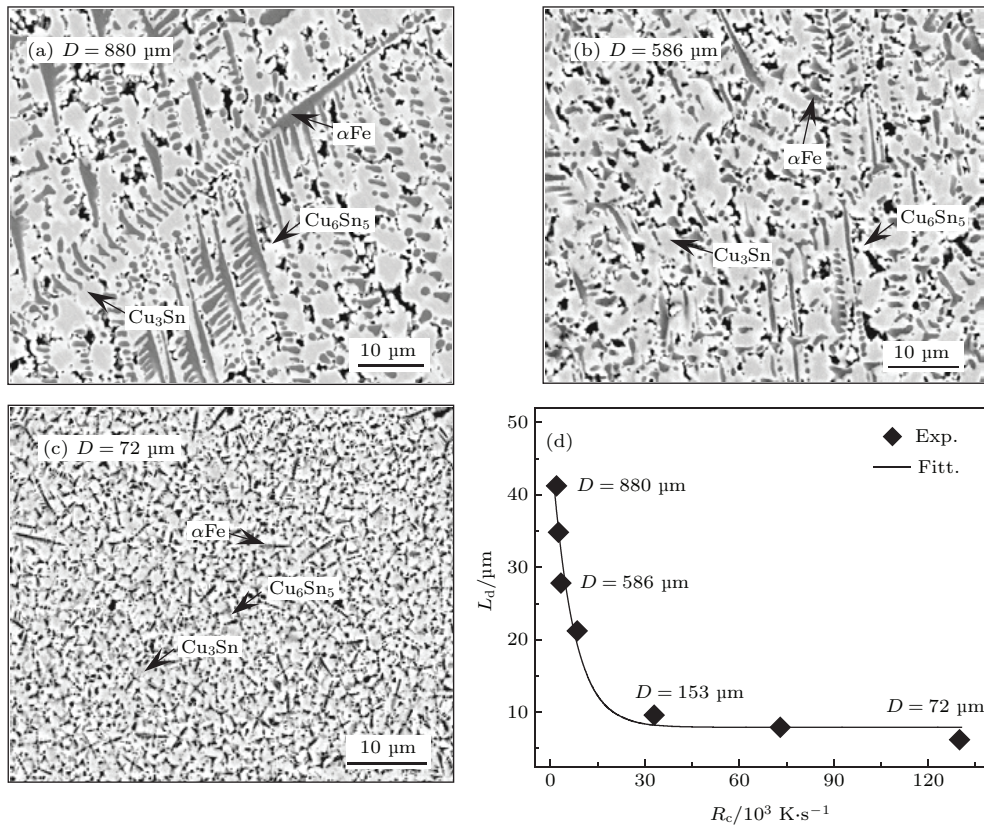 (a) D = 880 µm
αFe
Cu₆Sn₅
Cu₃Sn
10 µm
(b) D = 586 µm
αFe
Cu₆Sn₅
Cu₃Sn
10 µm
(c) D = 72 µm
αFe
Cu₆Sn₅
Cu₃Sn
10 µm
(d)
Exp.
Fitt.
D = 880 µm
D = 586 µm
D = 153 µm
D = 72 µm
50
40
30
20
10
L_d/µm
0 30 60 90 120
R_c/10³ K·s⁻¹